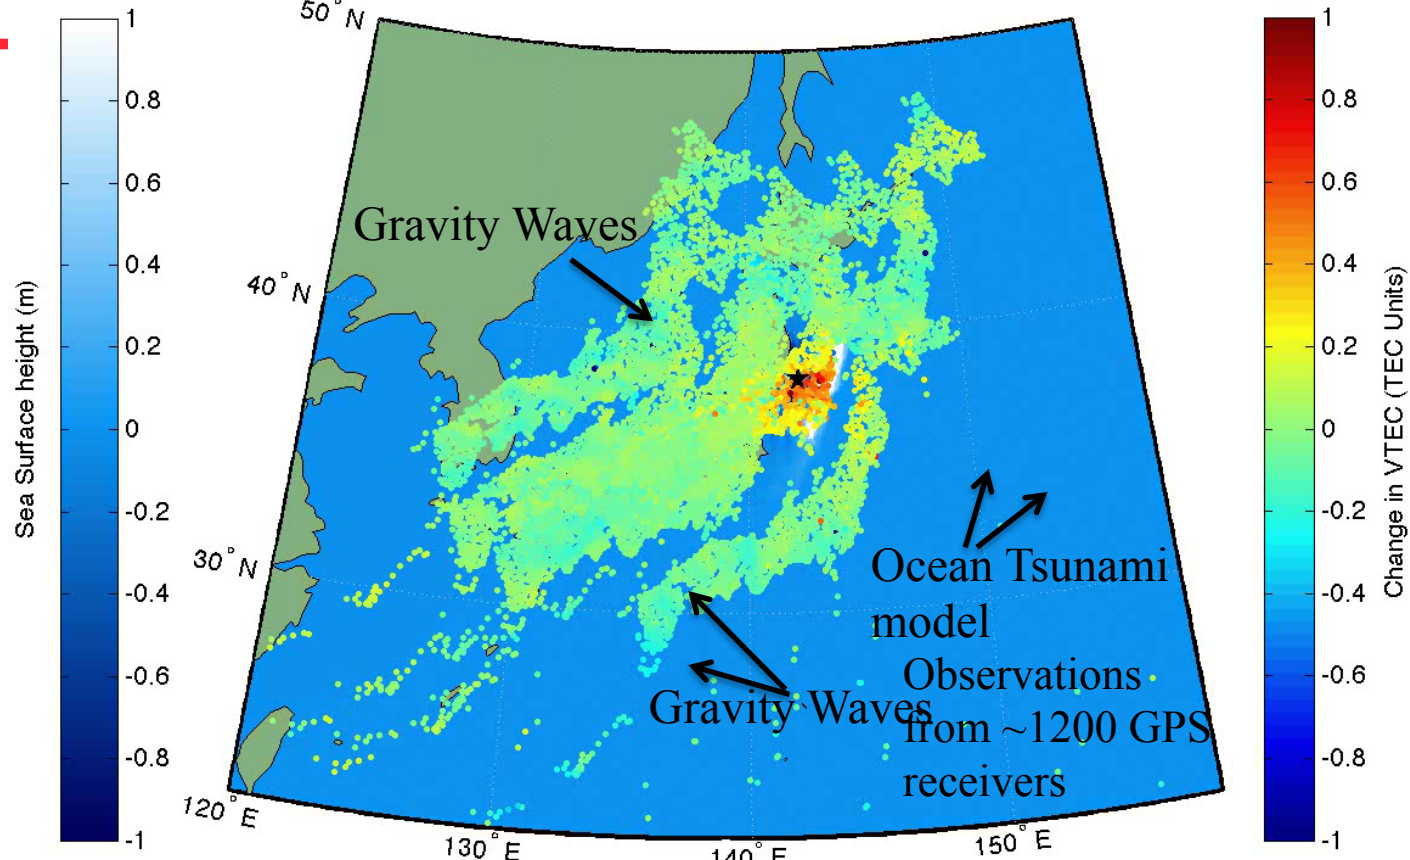 50°N
40°N
30°N
120°E
130°E
140°E
150°E
Sea Surface height (m)
1
0.8
0.6
0.4
0.2
0
-0.2
-0.4
-0.6
-0.8
-1
Gravity Waves
Ocean Tsunami
model
Observations
from ~1200 GPS
receivers
Gravity Waves
1
0.8
0.6
0.4
0.2
0
-0.2
-0.4
-0.6
-0.8
-1
Change in VTEC (TEC Units)